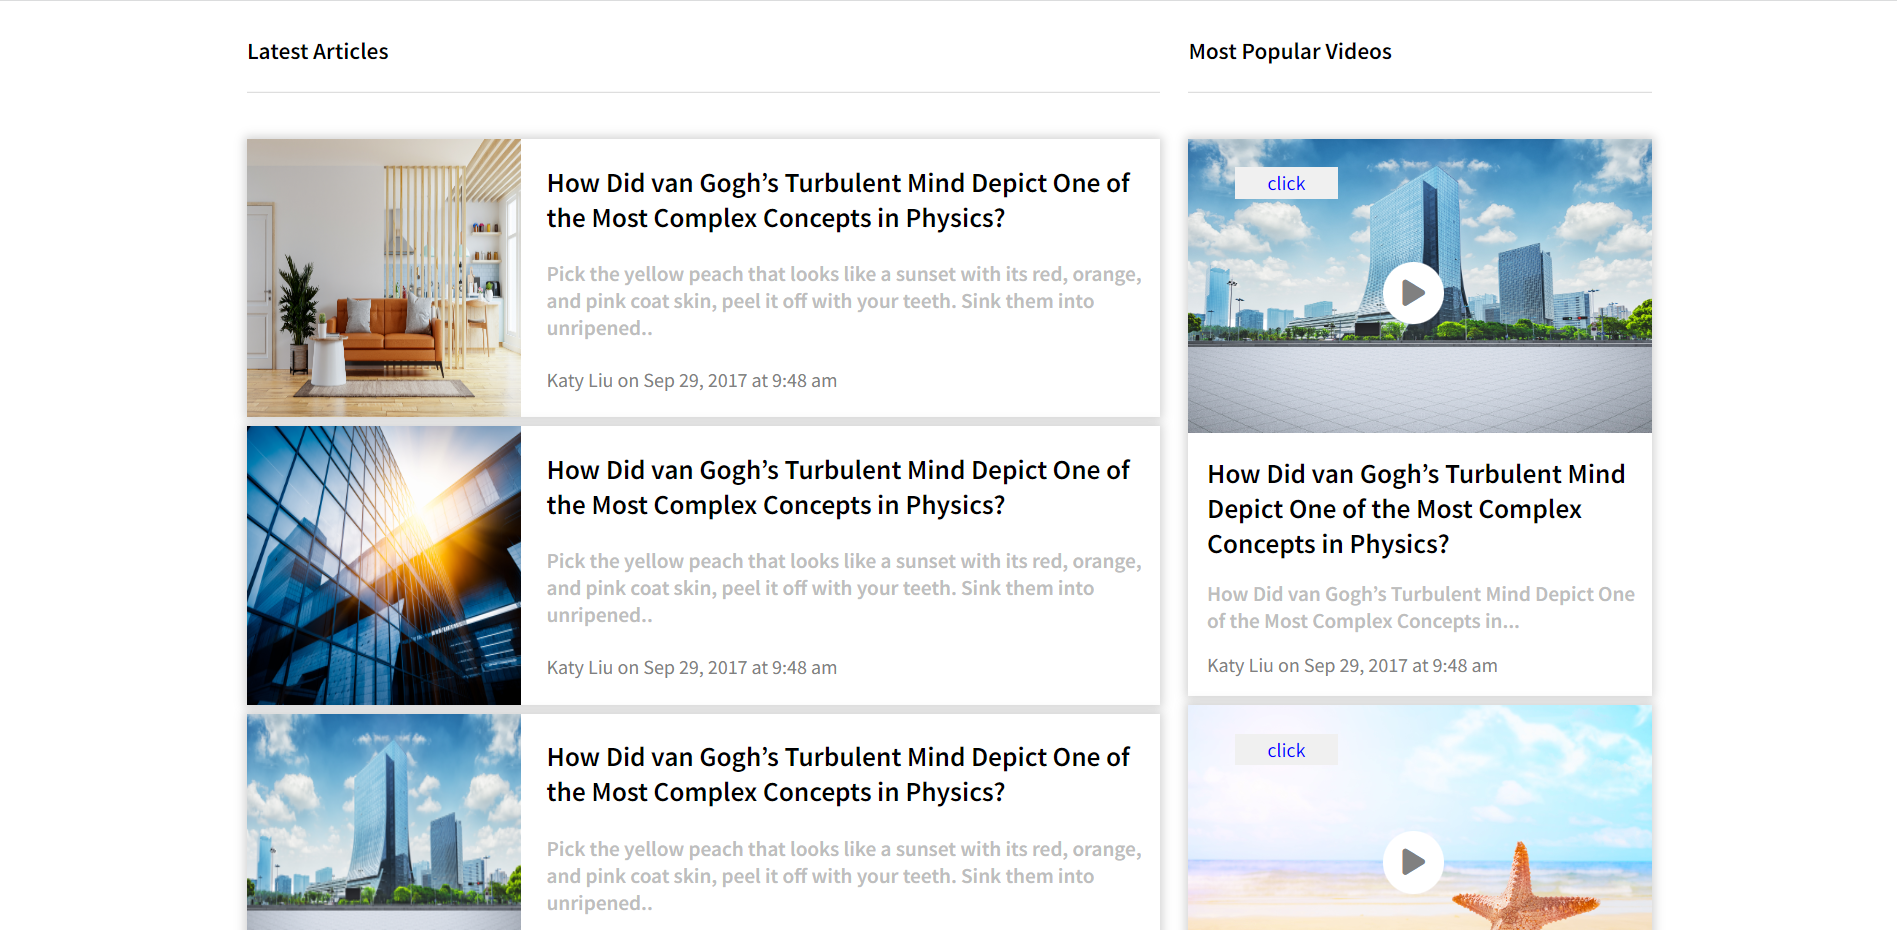 Latest Articles
How Did van Gogh’s Turbulent Mind Depict One of
the Most Complex Concepts in Physics?
Pick the yellow peach that looks like a sunset with its red, orange,
and pink coat skin, peel it off with your teeth. Sink them into
unripened..
Katy Liu on Sep 29, 2017 at 9:48 am
How Did van Gogh’s Turbulent Mind Depict One of
the Most Complex Concepts in Physics?
Pick the yellow peach that looks like a sunset with its red, orange,
and pink coat skin, peel it off with your teeth. Sink them into
unripened..
Katy Liu on Sep 29, 2017 at 9:48 am
How Did van Gogh’s Turbulent Mind Depict One of
the Most Complex Concepts in Physics?
Pick the yellow peach that looks like a sunset with its red, orange,
and pink coat skin, peel it off with your teeth. Sink them into
unripened..
Most Popular Videos
click
How Did van Gogh’s Turbulent Mind
Depict One of the Most Complex
Concepts in Physics?
How Did van Gogh’s Turbulent Mind Depict One
of the Most Complex Concepts in...
Katy Liu on Sep 29, 2017 at 9:48 am
click